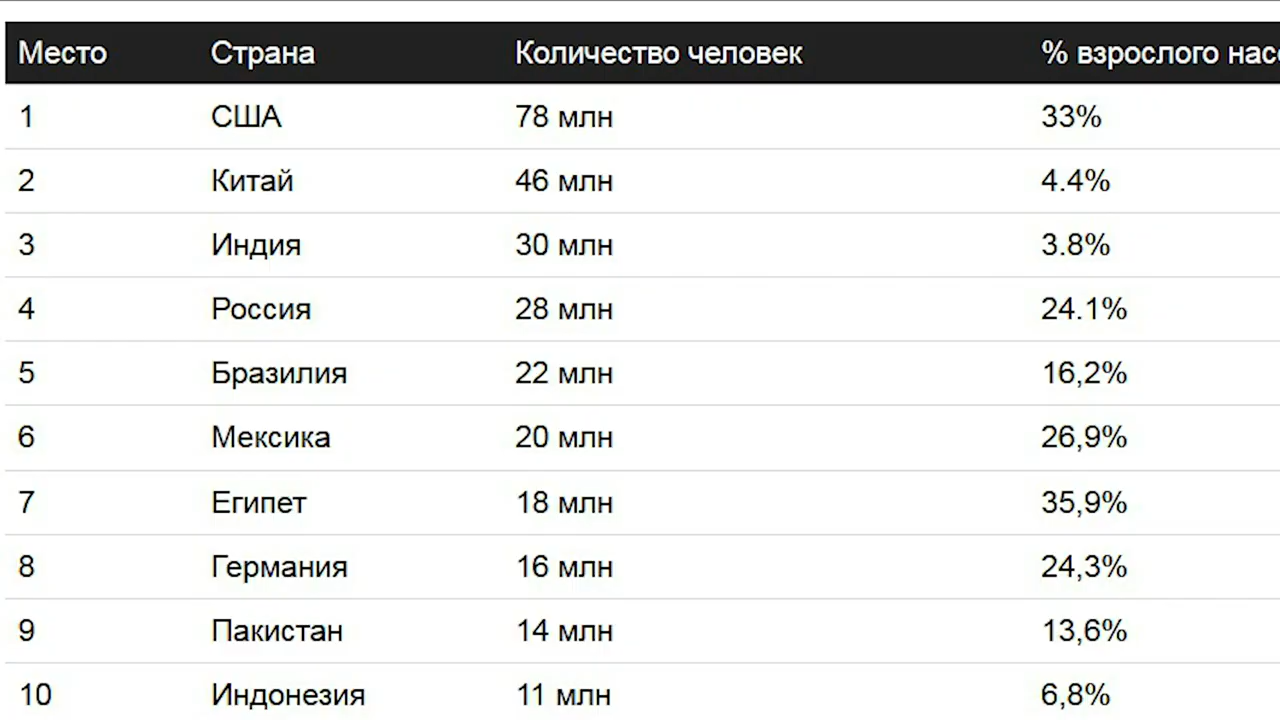 Место Страна Количество человек % взрослого
1 США 78 млн 33%
2 Китай 46 млн 4.4%
3 Индия 30 млн 3.8%
4 Россия 28 млн 24.1%
5 Бразилия 22 млн 16,2%
6 Мексика 20 млн 26,9%
7 Египет 18 млн 35,9%
8 Германия 16 млн 24,3%
9 Пакистан 14 млн 13,6%
10 Индонезия 11 млн 6,8%